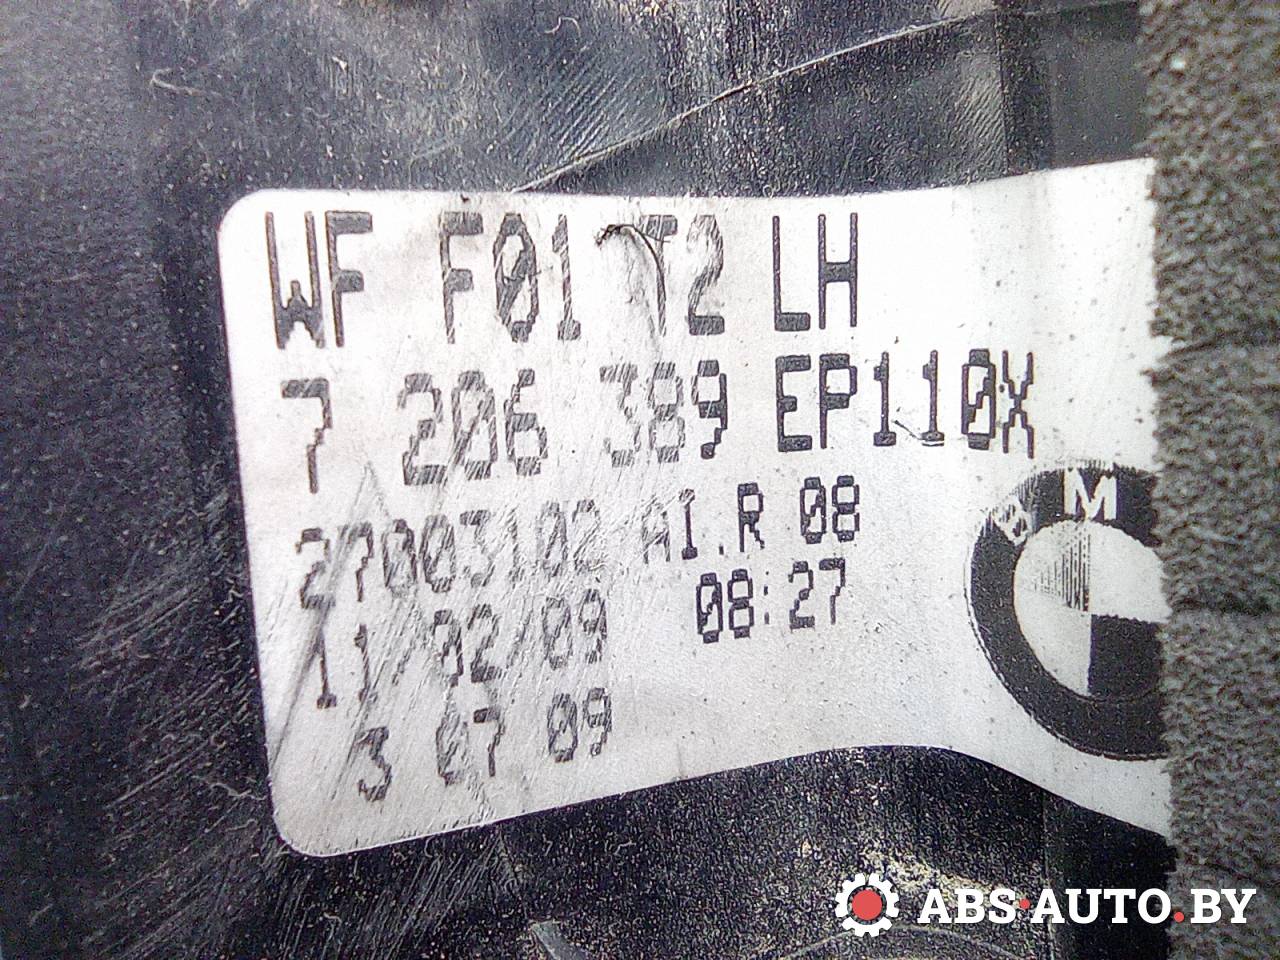 WF F01 T2 LH
7 206 389 EP110X
27003102 AI.R 08
11/02/09 08:27
3 07 09
B M
ABS·AUTO.BY